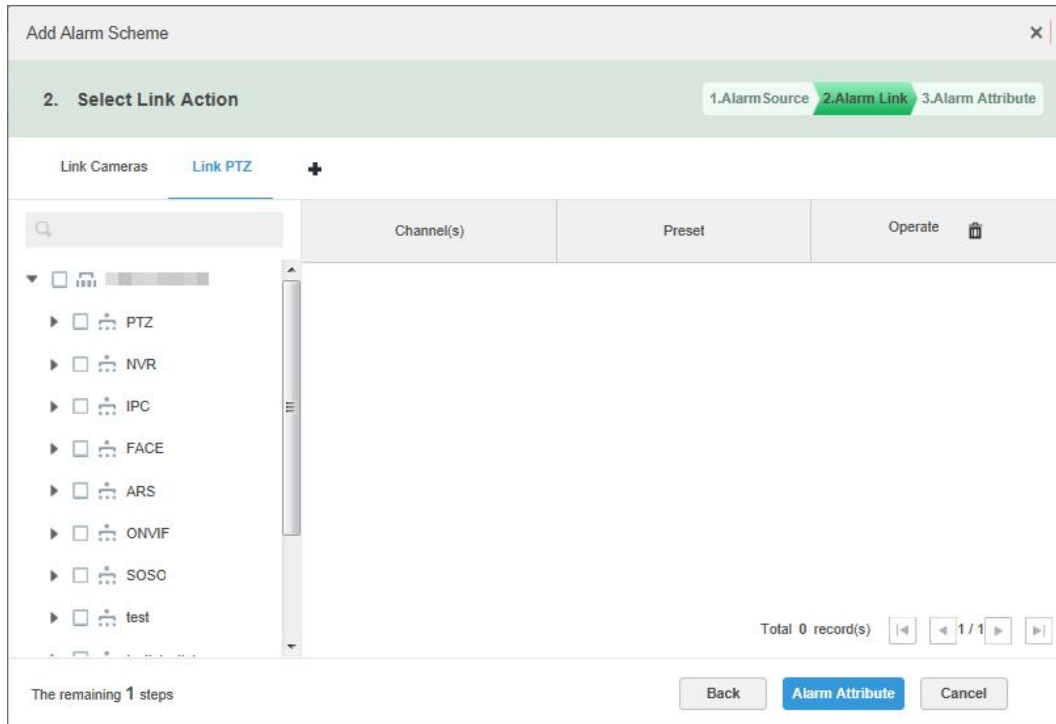 Add Alarm Scheme
2. Select Link Action
1.Alarm Source 2.Alarm Link 3.Alarm Attribute
Link Cameras Link PTZ
Channel(s) Preset Operate
PTZ
NVR
IPC
FACE
ARS
ONVIF
SOSO
test
Total 0 record(s) 1 / 1
The remaining 1 steps
Back Alarm Attribute Cancel